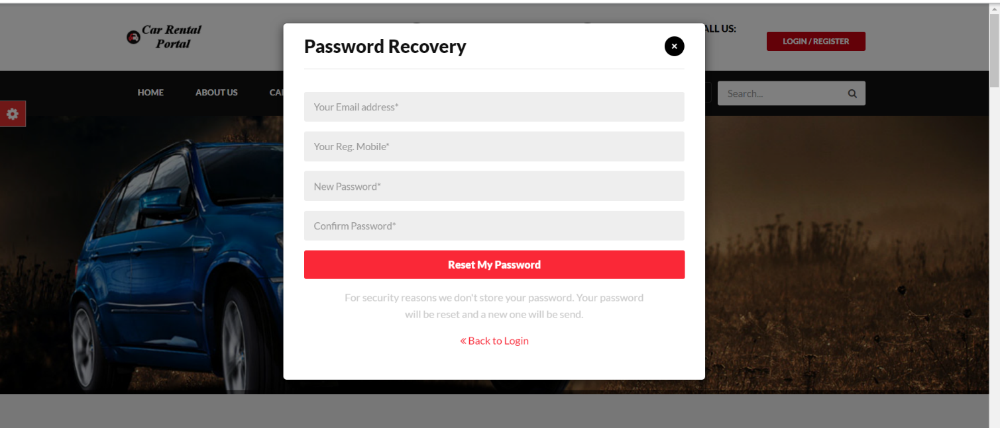 Car Rental
Portal
ALL US:
LOGIN / REGISTER
HOME
ABOUT US
Search...
Password Recovery
Your Email address*
Your Reg. Mobile*
New Password*
Confirm Password*
Reset My Password
For security reasons we don't store your password. Your password
will be reset and a new one will be send.
« Back to Login